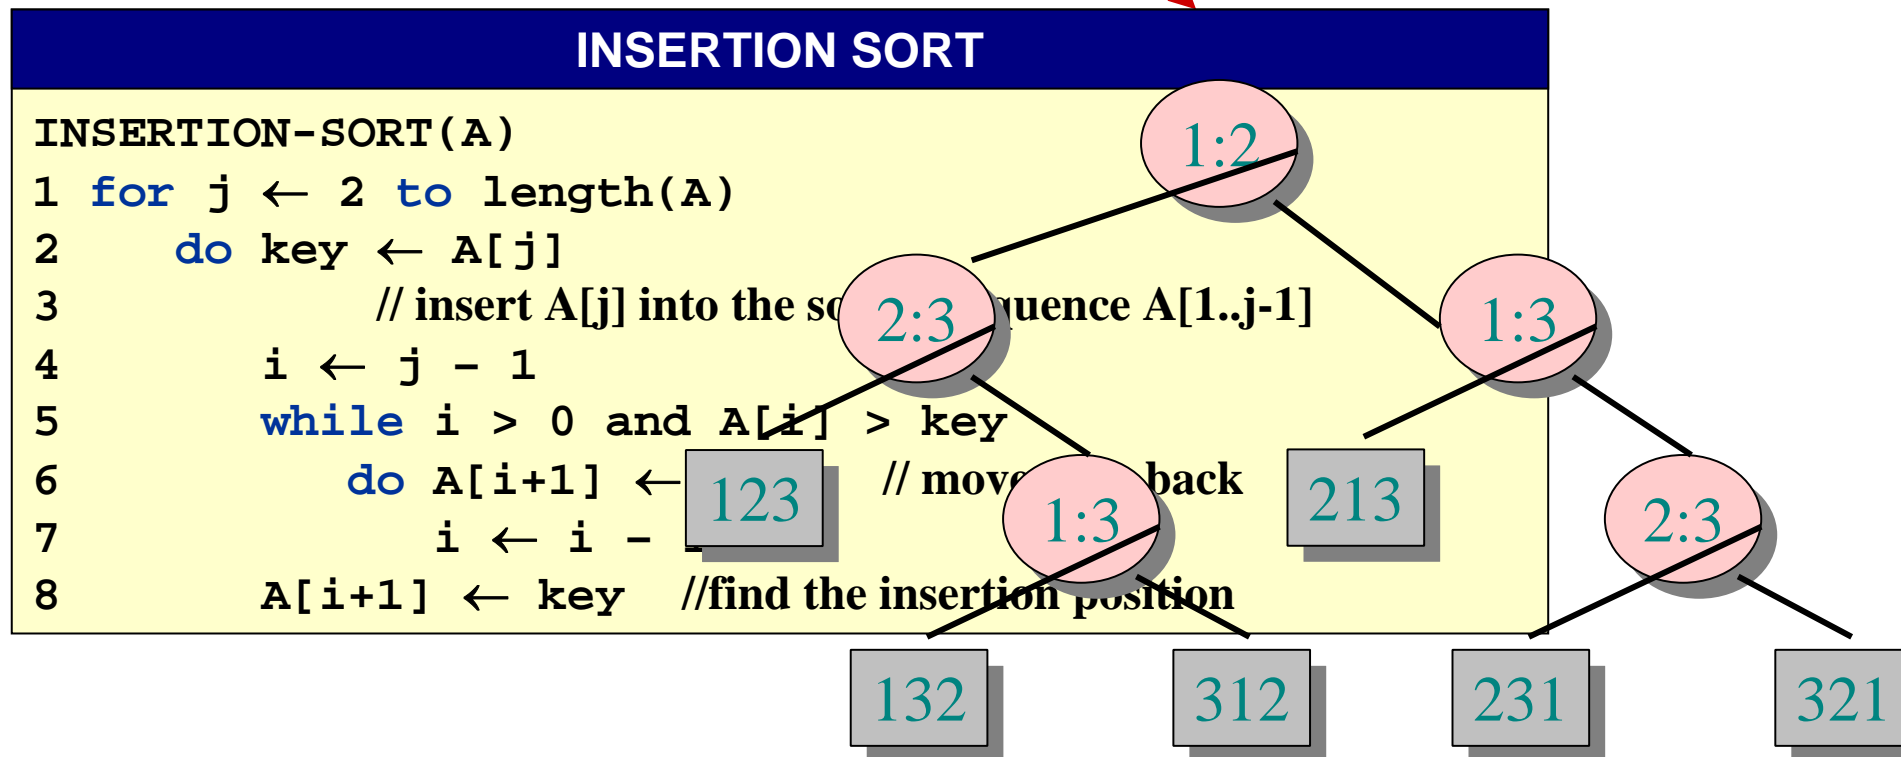 INSERTION SORT
INSERTION-SORT(A)
1 for j ← 2 to length(A)
2 do key ← A[j]
3 // insert A[j] into the so quence A[1..j-1]
4 i ← j – 1
5 while i > 0 and A[i] > key
6 do A[i+1] ← // move back
7 i ← i –
8 A[i+1] ← key //find the insertion position
1:2
2:3
1:3
123
1:3
213
2:3
132
312
231
321